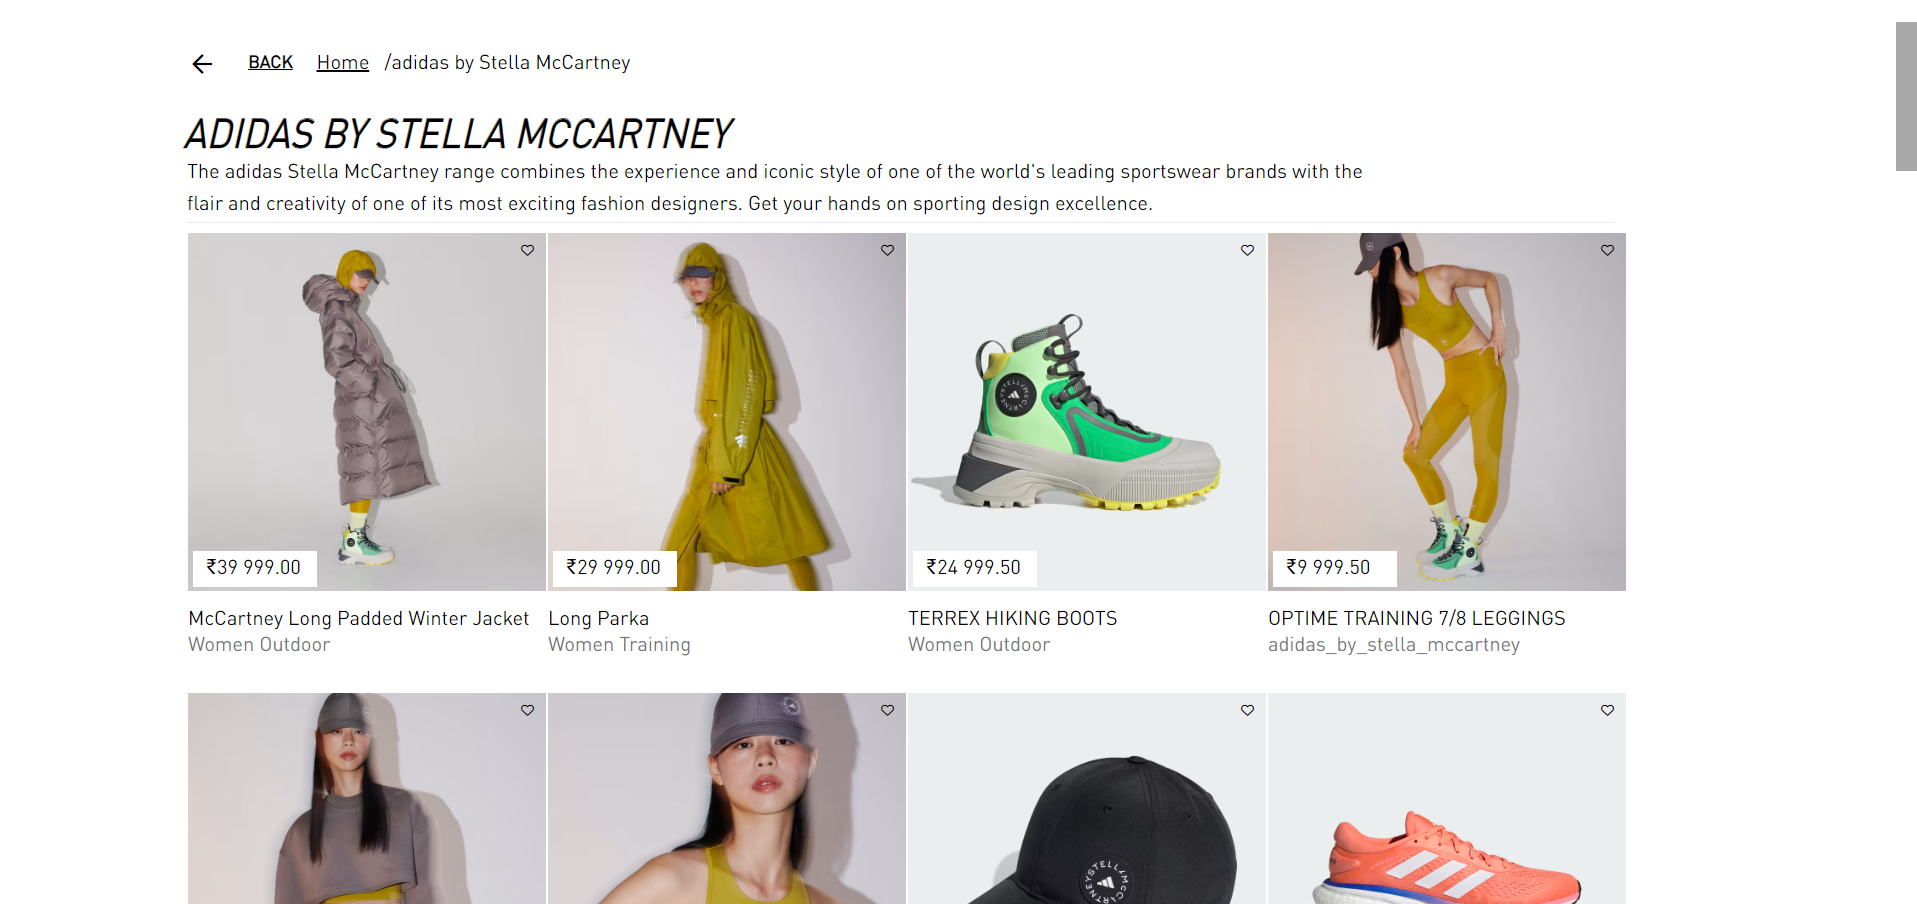 BACK Home /adidas by Stella McCartney
ADIDAS BY STELLA MCCARTNEY
The adidas Stella McCartney range combines the experience and iconic style of one of the world's leading sportswear brands with the
flair and creativity of one of its most exciting fashion designers. Get your hands on sporting design excellence.
₹39 999.00
₹29 999.00
₹24 999.50
₹9 999.50
McCartney Long Padded Winter Jacket
Women Outdoor
Long Parka
Women Training
TERREX HIKING BOOTS
Women Outdoor
OPTIME TRAINING 7/8 LEGGINGS
adidas_by_stella_mccartney